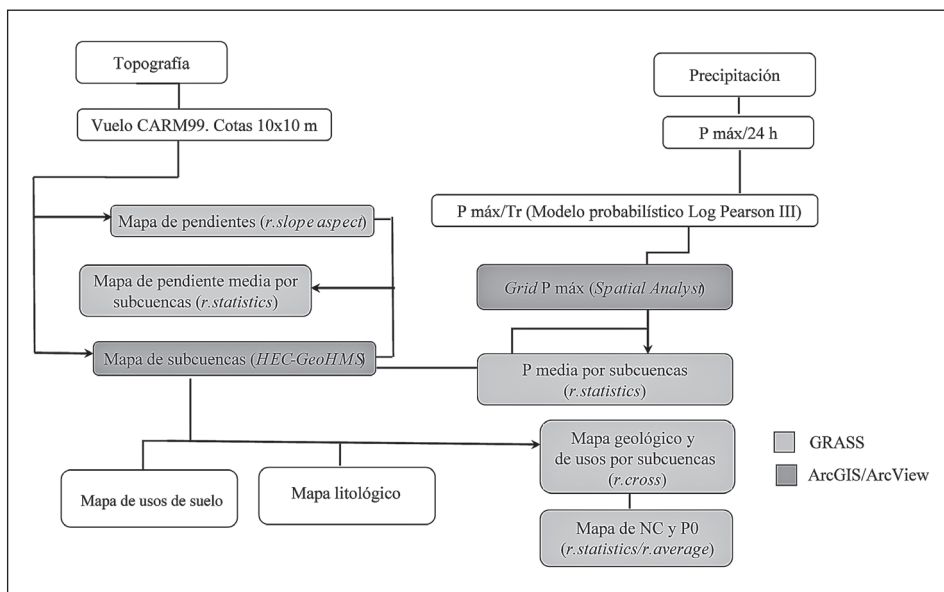 Topografía
Vuelo CARM99. Cotas 10x10 m
Mapa de pendientes (r.slope aspect)
Mapa de pendiente media por
subcuencas (r.statistics)
Mapa de subcuencas (HEC-GeoHMS)
Precipitación
P máx/24 h
P máx/Tr (Modelo probabilístico Log Pearson III)
Grid P máx (Spatial Analyst)
P media por subcuencas
(r.statistics)
Mapa de usos de suelo
Mapa litológico
Mapa geológico y
de usos por subcuencas
(r.cross)
Mapa de NC y P0
(r.statistics/r.average)
GRASS
ArcGIS/ArcView